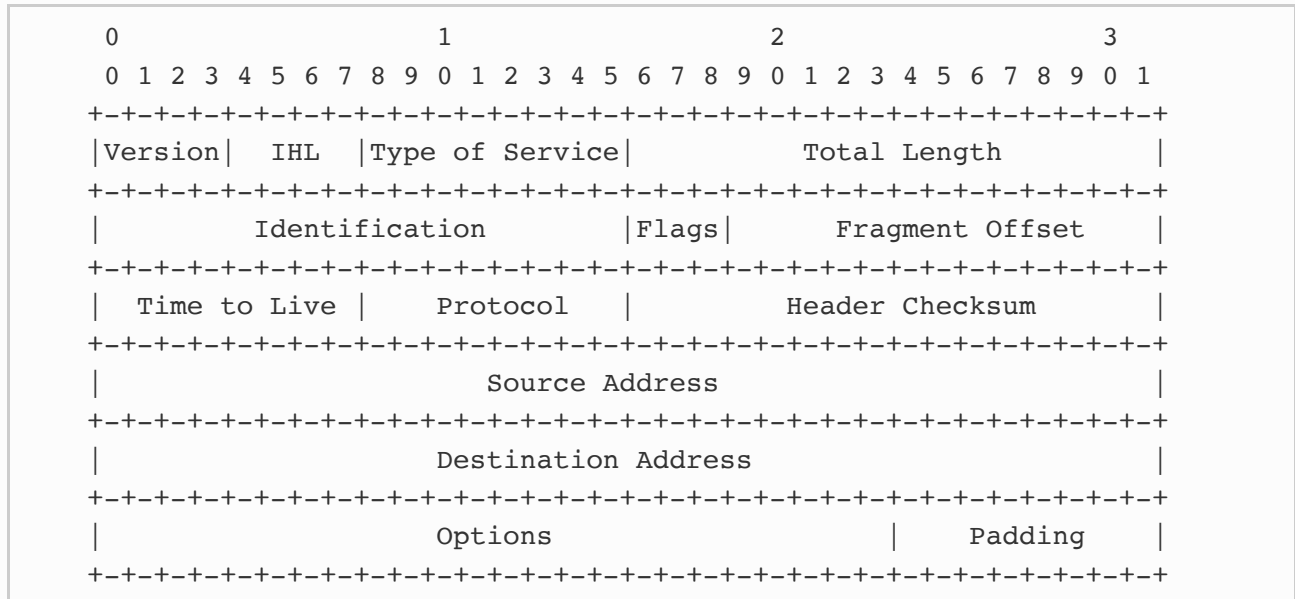 0                   1                   2                   3
 0 1 2 3 4 5 6 7 8 9 0 1 2 3 4 5 6 7 8 9 0 1 2 3 4 5 6 7 8 9 0 1
+-+-+-+-+-+-+-+-+-+-+-+-+-+-+-+-+-+-+-+-+-+-+-+-+-+-+-+-+-+-+-+-+
|Version|  IHL  |Type of Service|          Total Length         |
+-+-+-+-+-+-+-+-+-+-+-+-+-+-+-+-+-+-+-+-+-+-+-+-+-+-+-+-+-+-+-+-+
|         Identification        |Flags|      Fragment Offset    |
+-+-+-+-+-+-+-+-+-+-+-+-+-+-+-+-+-+-+-+-+-+-+-+-+-+-+-+-+-+-+-+-+
|  Time to Live |    Protocol   |         Header Checksum       |
+-+-+-+-+-+-+-+-+-+-+-+-+-+-+-+-+-+-+-+-+-+-+-+-+-+-+-+-+-+-+-+-+
|                       Source Address                          |
+-+-+-+-+-+-+-+-+-+-+-+-+-+-+-+-+-+-+-+-+-+-+-+-+-+-+-+-+-+-+-+-+
|                    Destination Address                        |
+-+-+-+-+-+-+-+-+-+-+-+-+-+-+-+-+-+-+-+-+-+-+-+-+-+-+-+-+-+-+-+-+
|                    Options                    |    Padding    |
+-+-+-+-+-+-+-+-+-+-+-+-+-+-+-+-+-+-+-+-+-+-+-+-+-+-+-+-+-+-+-+-+